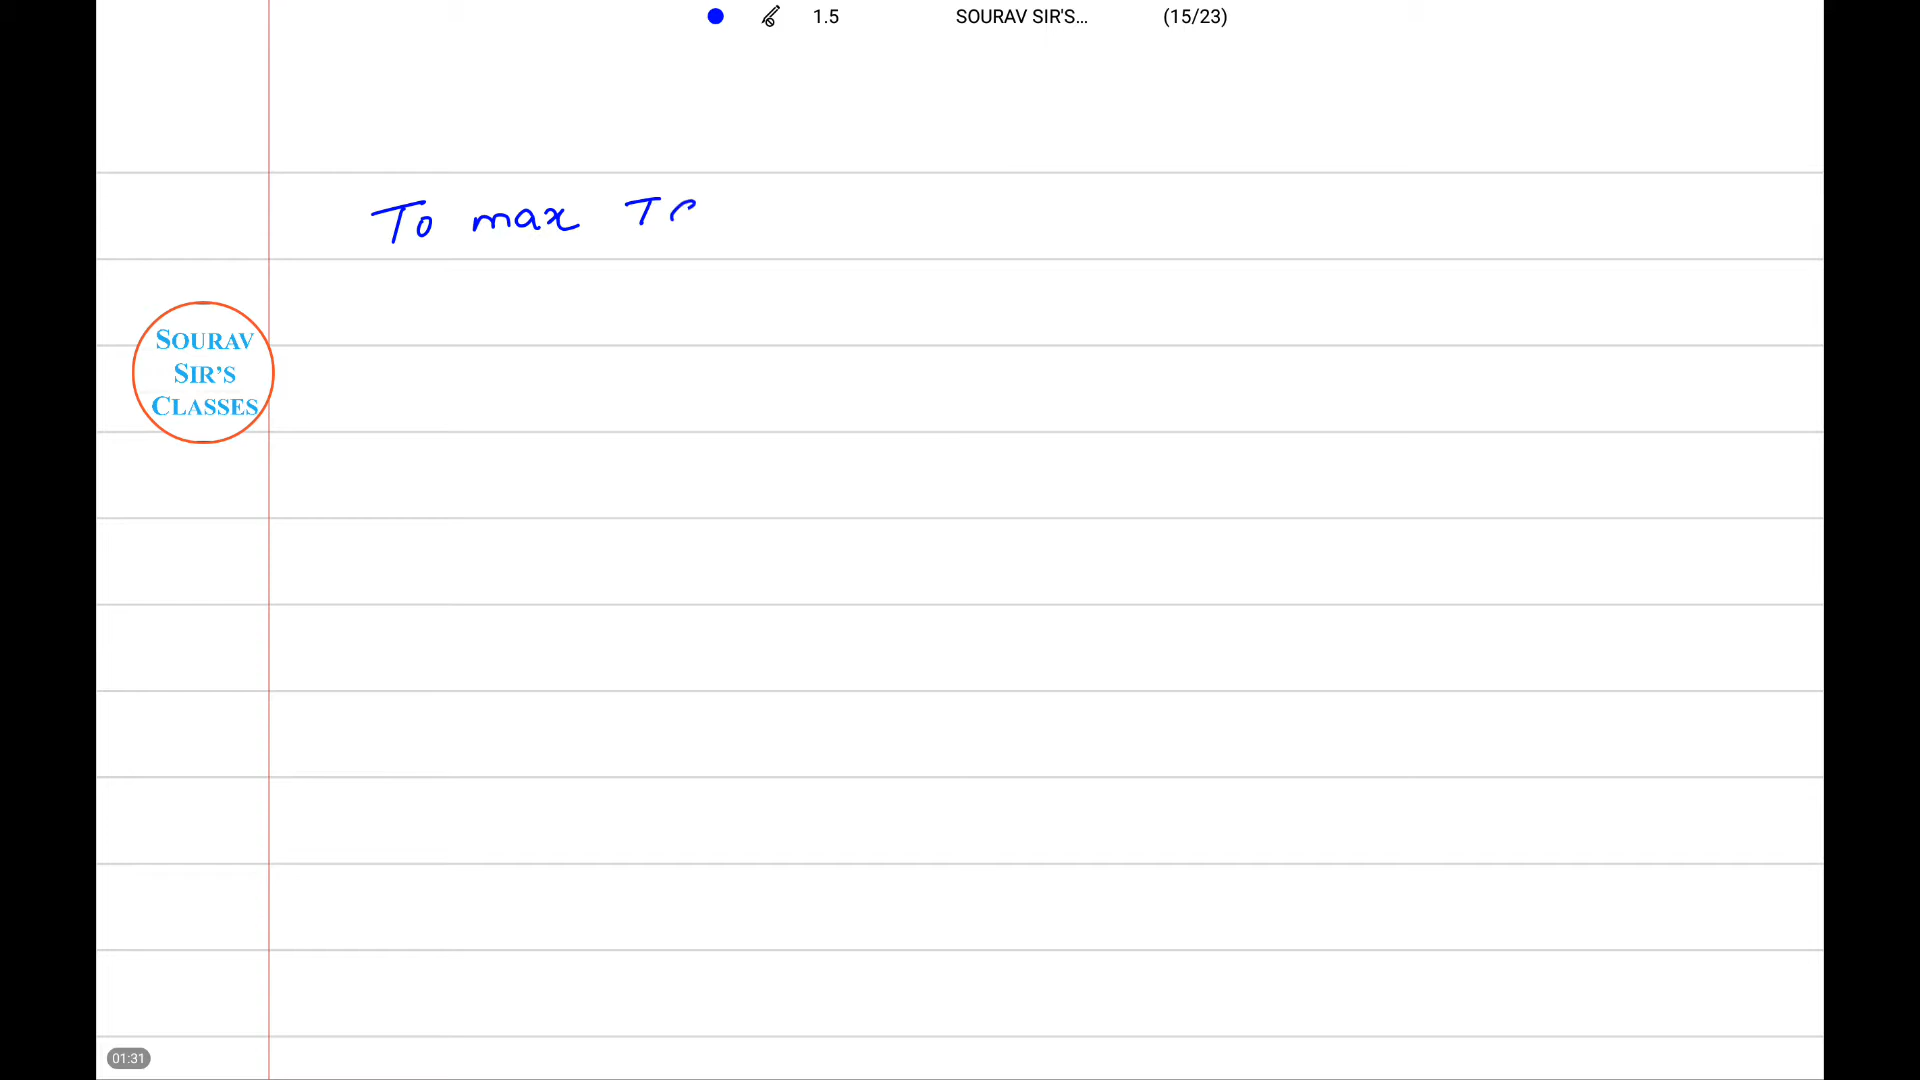 1.5 SOURAV SIR'S... (15/23)
To max T
SOURAV
SIR'S
CLASSES
01:31